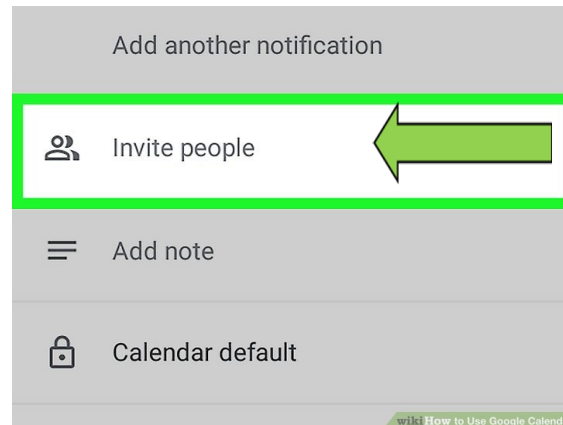 Add another notification
Invite people
Add note
Calendar default
wikiHow to Use Google Calend